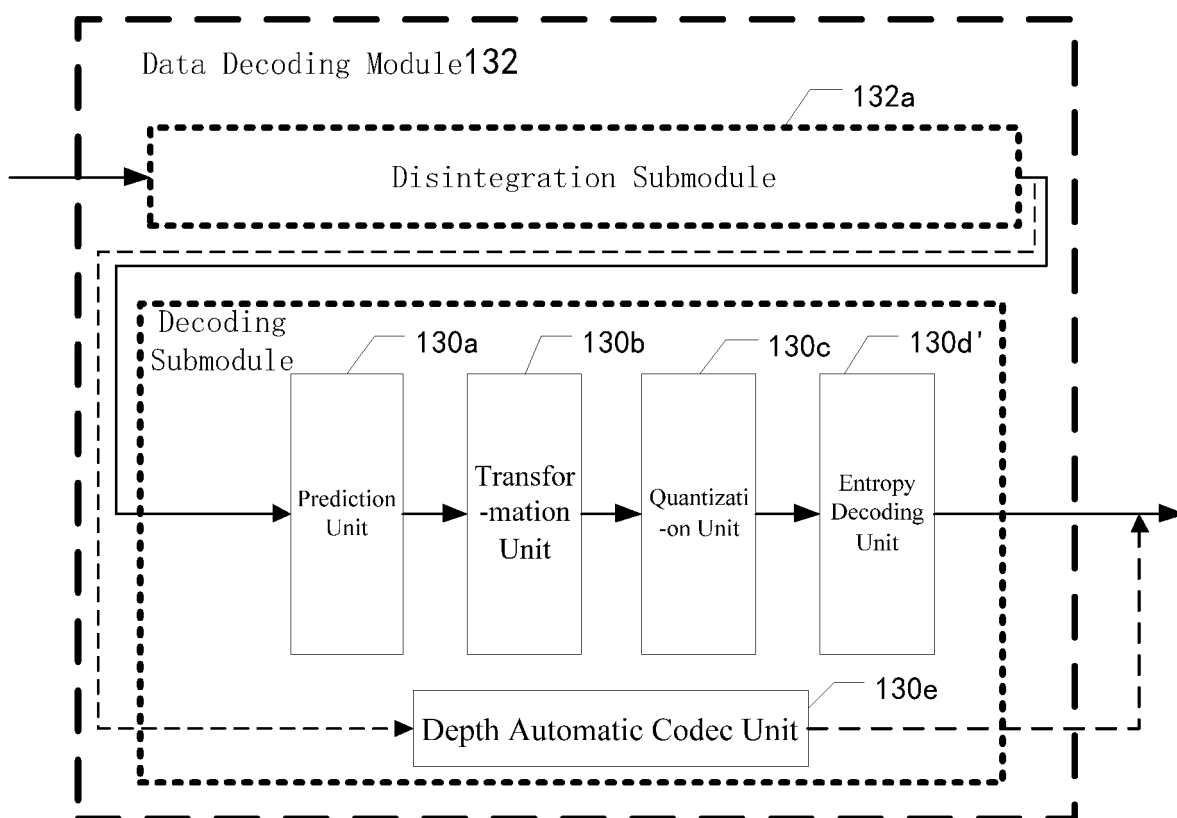 Data Decoding Module132
132a
Disintegration Submodule
Decoding
Submodule
130a
130b
130c
130d'
Prediction
Unit
Transfor
-mation
Unit
Quantizati
-on Unit
Entropy
Decoding
Unit
130e
Depth Automatic Codec Unit